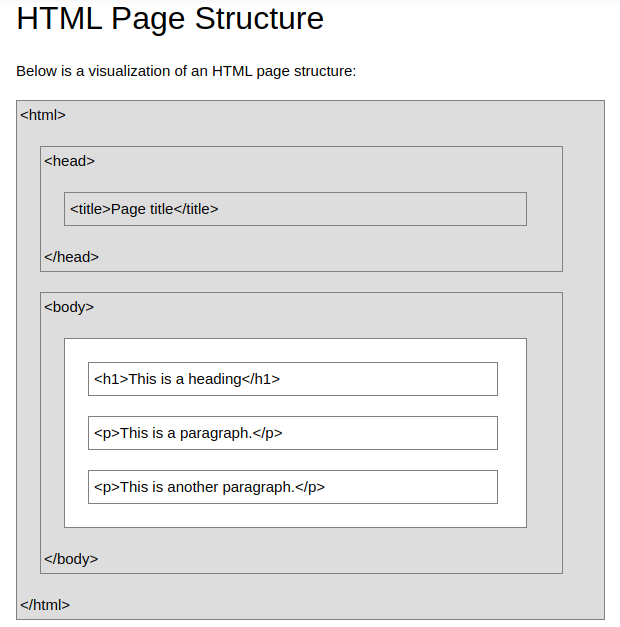 HTML Page Structure
Below is a visualization of an HTML page structure:
<html>
<head>
<title>Page title</title>
</head>
<body>
<h1>This is a heading</h1>
<p>This is a paragraph.</p>
<p>This is another paragraph.</p>
</body>
</html>